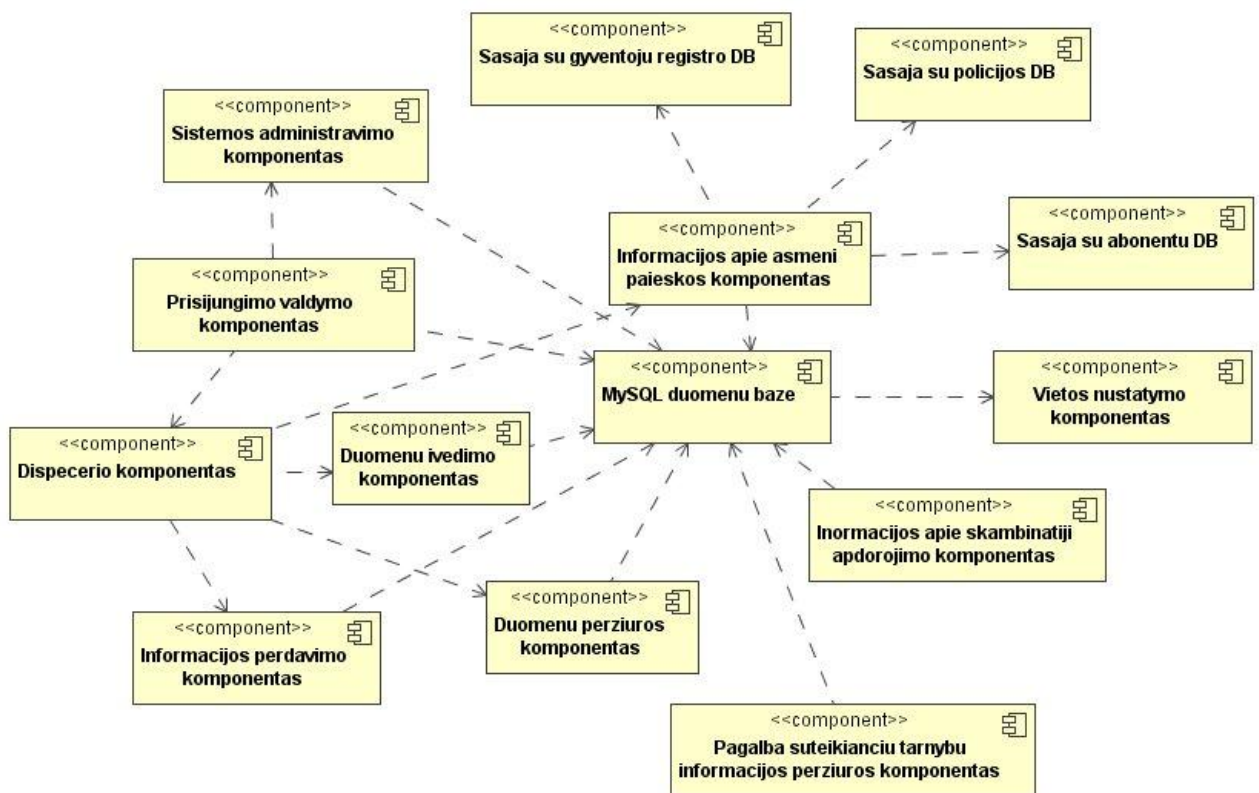 <<component>>
Sasaja su gyventoju registro DB
<<component>>
Sasaja su policijos DB
<<component>>
Sistemos administravimo
komponentas
<<component>>
Informacijos apie asmeni
paieskos komponentas
<<component>>
Sasaja su abonentu DB
<<component>>
Prisijungimo valdymo
komponentas
<<component>>
MySQL duomenu baze
<<component>>
Vietos nustatymo
komponentas
<<component>>
Dispecerio komponentas
<<component>>
Duomenu ivedimo
komponentas
<<component>>
Inormacijos apie skambinatiji
apdorojimo komponentas
<<component>>
Duomenu perziuros
komponentas
<<component>>
Informacijos perdavimo
komponentas
<<component>>
Pagalba suteikianciu tarnybu
informacijos perziuros komponentas